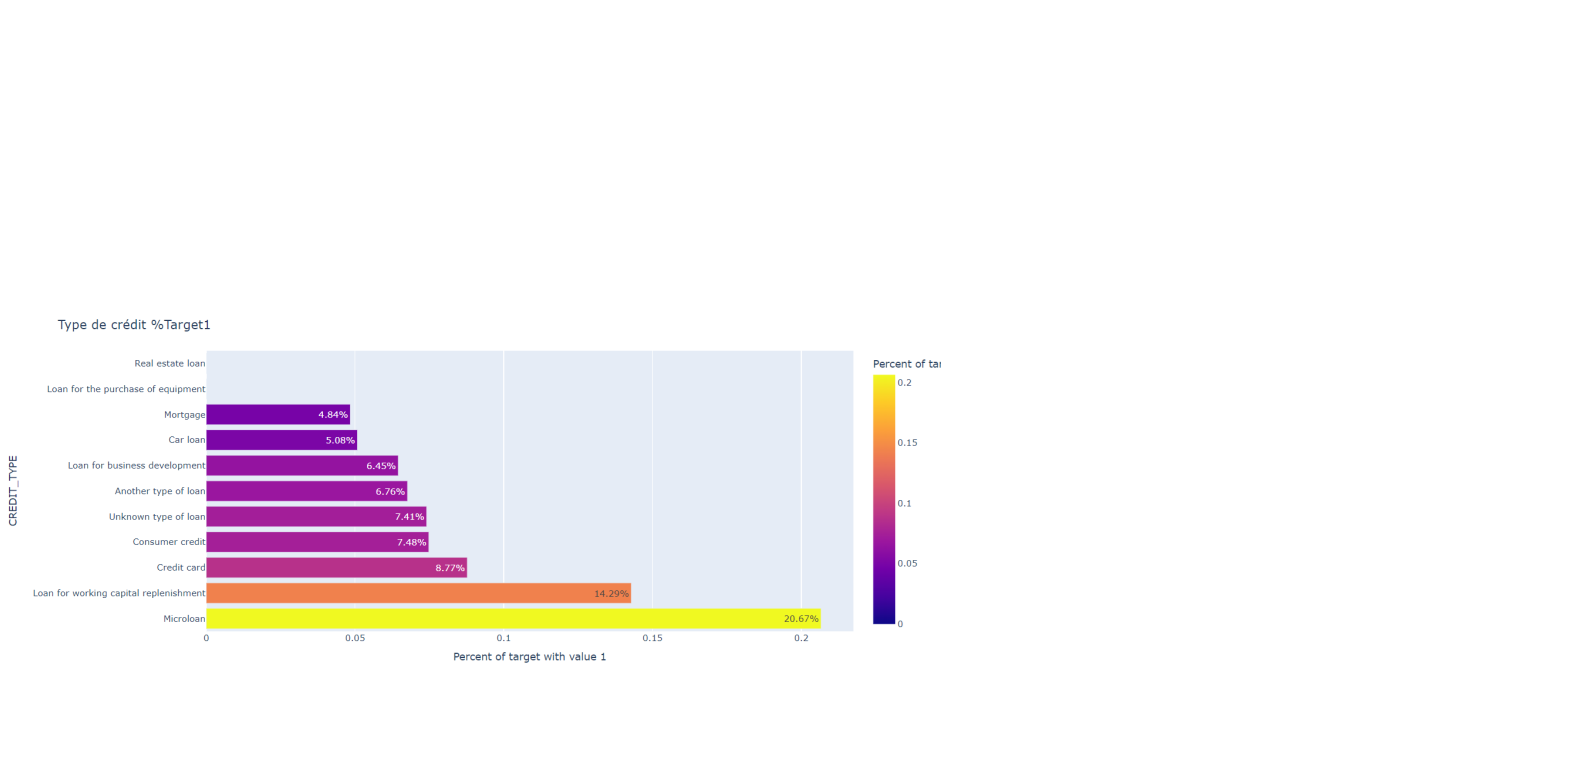 Type de crédit %Target1
CREDIT_TYPE
Real estate loan
Loan for the purchase of equipment
Mortgage 4.84%
Car loan 5.08%
Loan for business development 6.45%
Another type of loan 6.76%
Unknown type of loan 7.41%
Consumer credit 7.48%
Credit card 8.77%
Loan for working capital replenishment 14.29%
Microloan 20.67%
0 0.05 0.1 0.15 0.2
Percent of target with value 1
Percent of tar
0.2
0.15
0.1
0.05
0